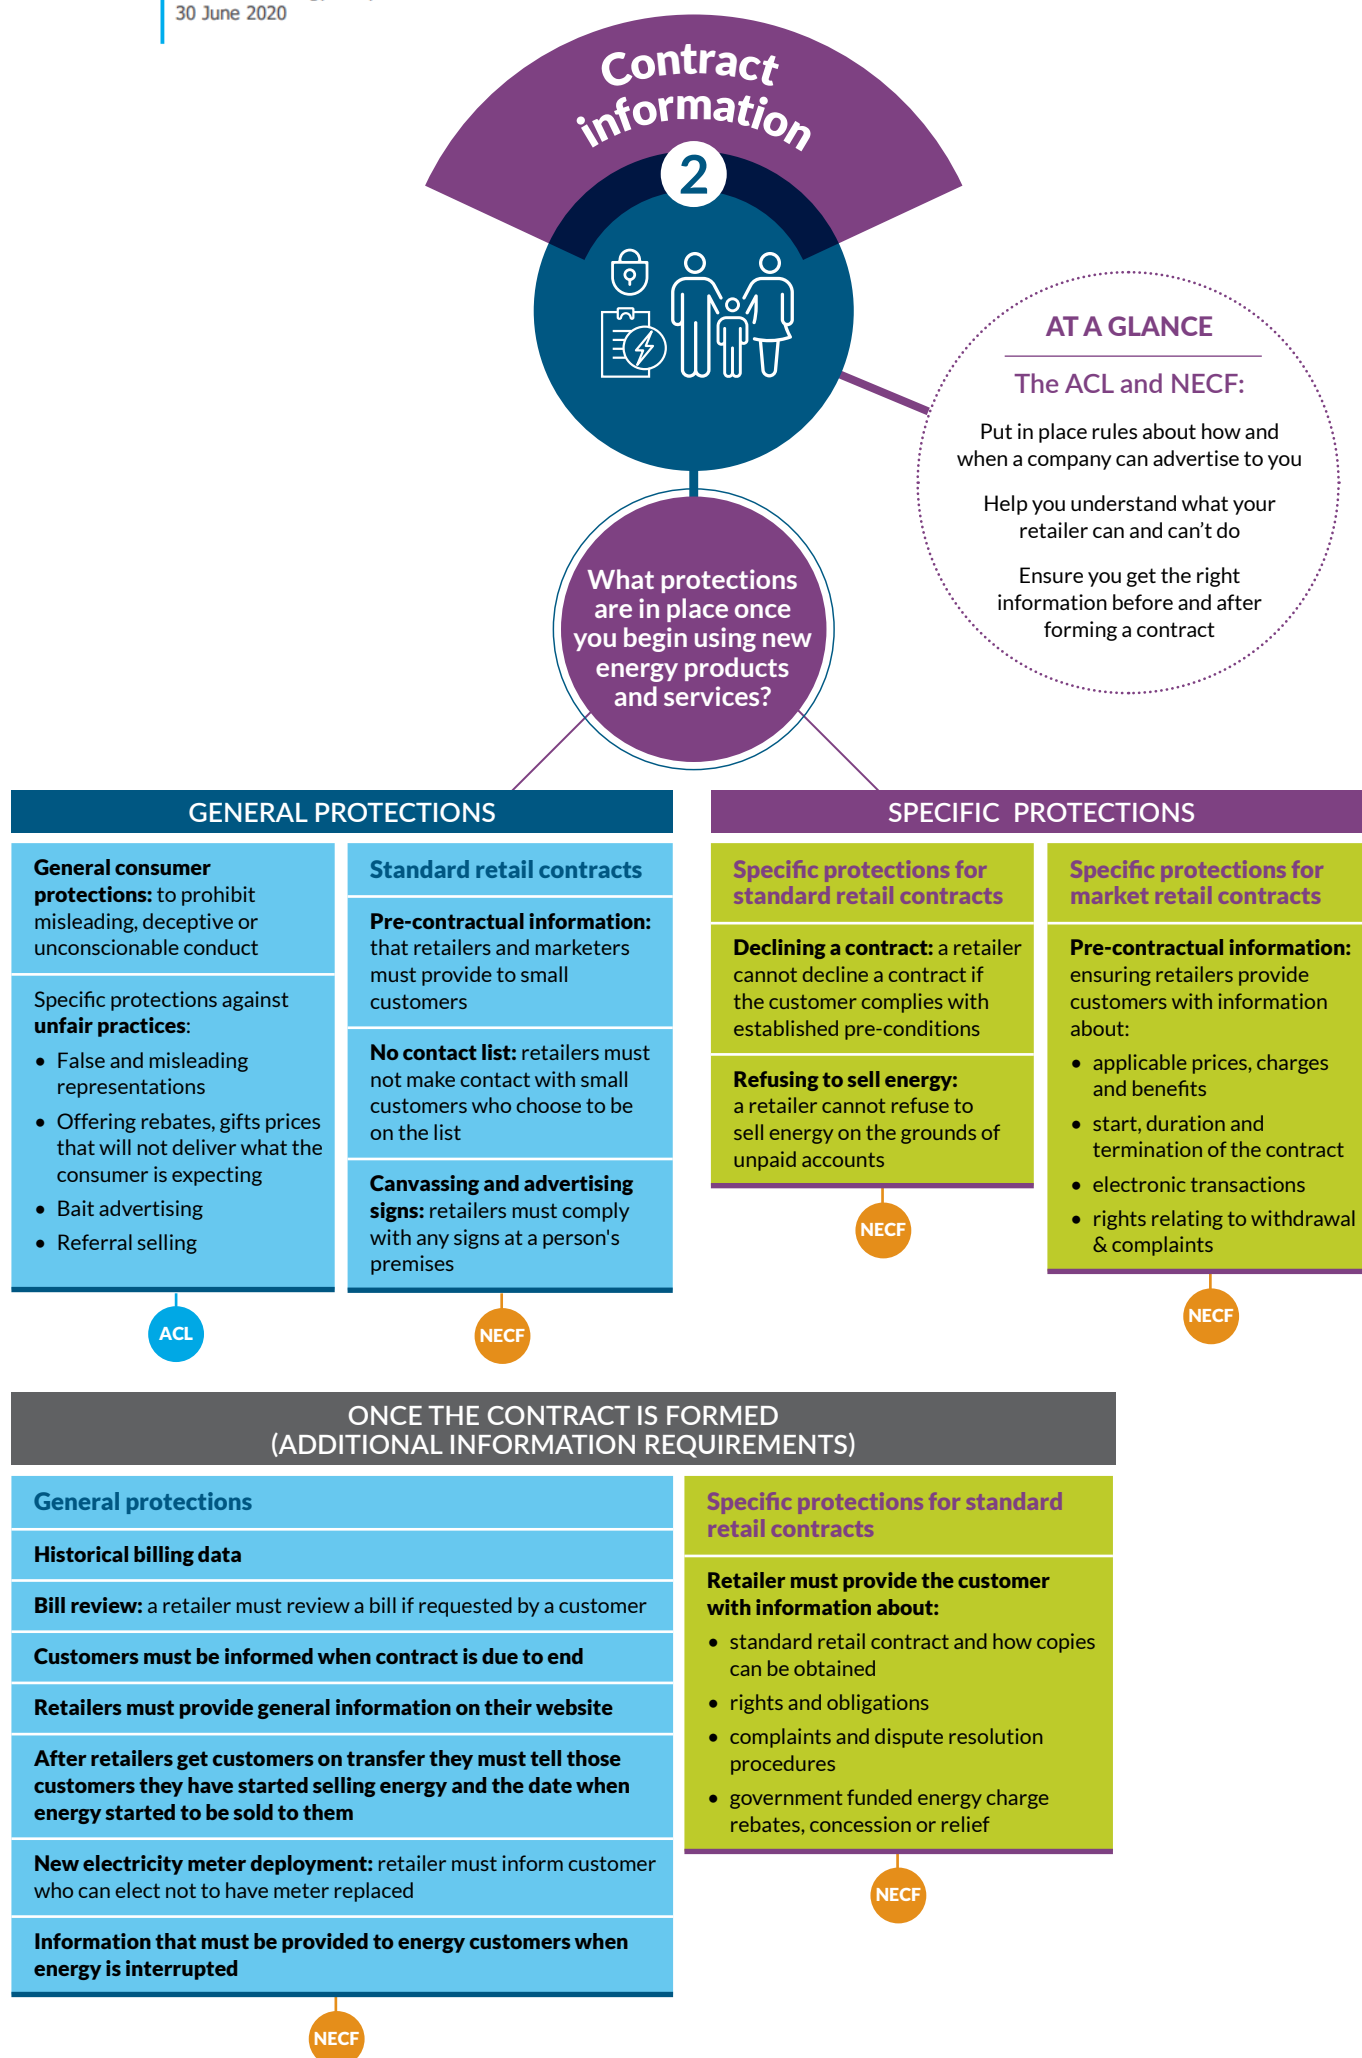 30 June 2020
Contract
information
2
AT A GLANCE
The ACL and NECF:
Put in place rules about how and
when a company can advertise to you
Help you understand what your
retailer can and can't do
Ensure you get the right
information before and after
forming a contract
What protections
are in place once
you begin using new
energy products
and services?
GENERAL PROTECTIONS
General consumer
protections: to prohibit
misleading, deceptive or
unconscionable conduct
Specific protections against
unfair practices:
• False and misleading
representations
• Offering rebates, gifts prices
that will not deliver what the
consumer is expecting
• Bait advertising
• Referral selling
ACL
Standard retail contracts
Pre-contractual information:
that retailers and marketers
must provide to small
customers
No contact list: retailers must
not make contact with small
customers who choose to be
on the list
Canvassing and advertising
signs: retailers must comply
with any signs at a person's
premises
NECF
SPECIFIC PROTECTIONS
Specific protections for
standard retail contracts
Declining a contract: a retailer
cannot decline a contract if
the customer complies with
established pre-conditions
Refusing to sell energy:
a retailer cannot refuse to
sell energy on the grounds of
unpaid accounts
NECF
Specific protections for
market retail contracts
Pre-contractual information:
ensuring retailers provide
customers with information
about:
• applicable prices, charges
and benefits
• start, duration and
termination of the contract
• electronic transactions
• rights relating to withdrawal
& complaints
NECF
ONCE THE CONTRACT IS FORMED
(ADDITIONAL INFORMATION REQUIREMENTS)
General protections
Historical billing data
Bill review: a retailer must review a bill if requested by a customer
Customers must be informed when contract is due to end
Retailers must provide general information on their website
After retailers get customers on transfer they must tell those
customers they have started selling energy and the date when
energy started to be sold to them
New electricity meter deployment: retailer must inform customer
who can elect not to have meter replaced
Information that must be provided to energy customers when
energy is interrupted
NECF
Specific protections for standard
retail contracts
Retailer must provide the customer
with information about:
• standard retail contract and how copies
can be obtained
• rights and obligations
• complaints and dispute resolution
procedures
• government funded energy charge
rebates, concession or relief
NECF